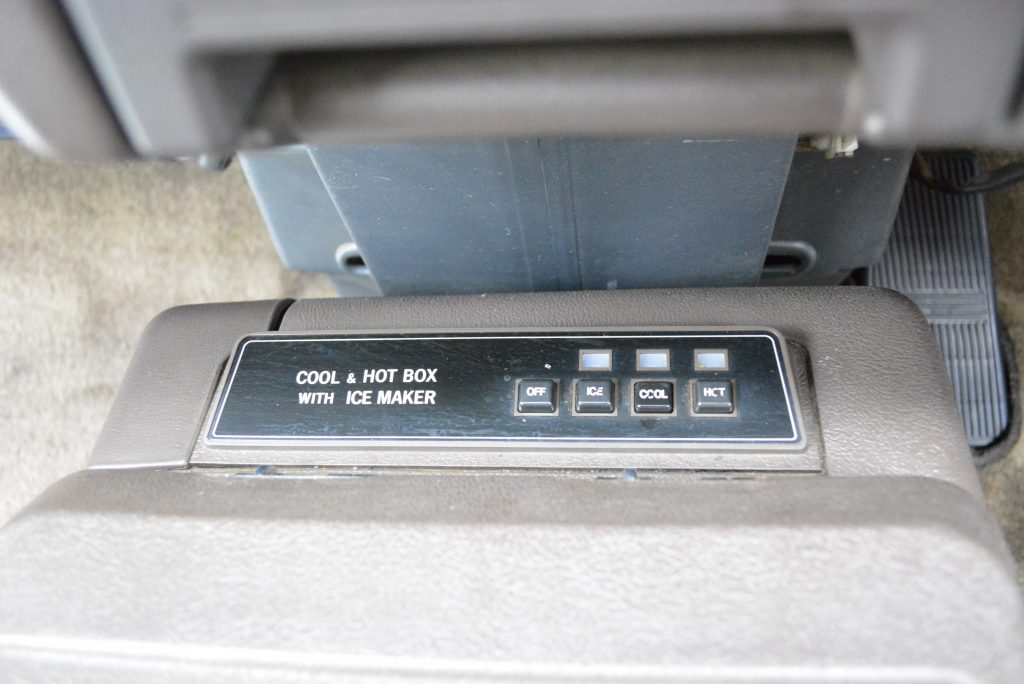 COOL & HOT BOX
WITH ICE MAKER
OFF ICE COOL HOT